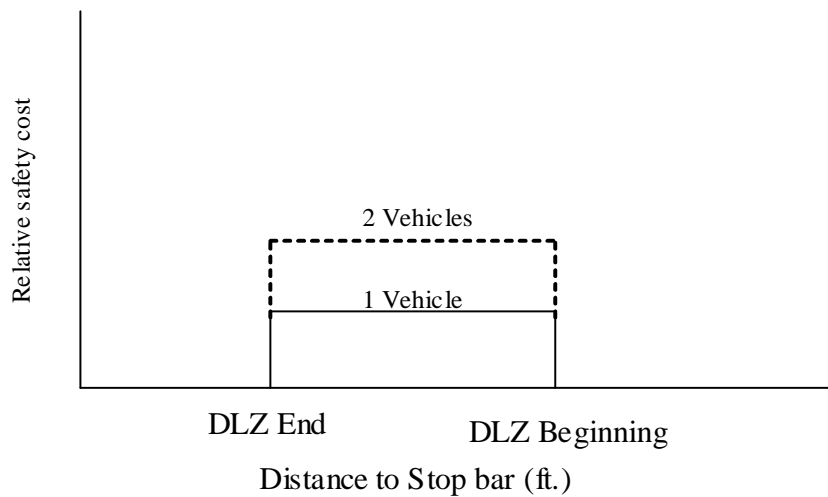 Relative safety cost
2 Vehicles
1 Vehicle
DLZ End
DLZ Beginning
Distance to Stop bar (ft.)